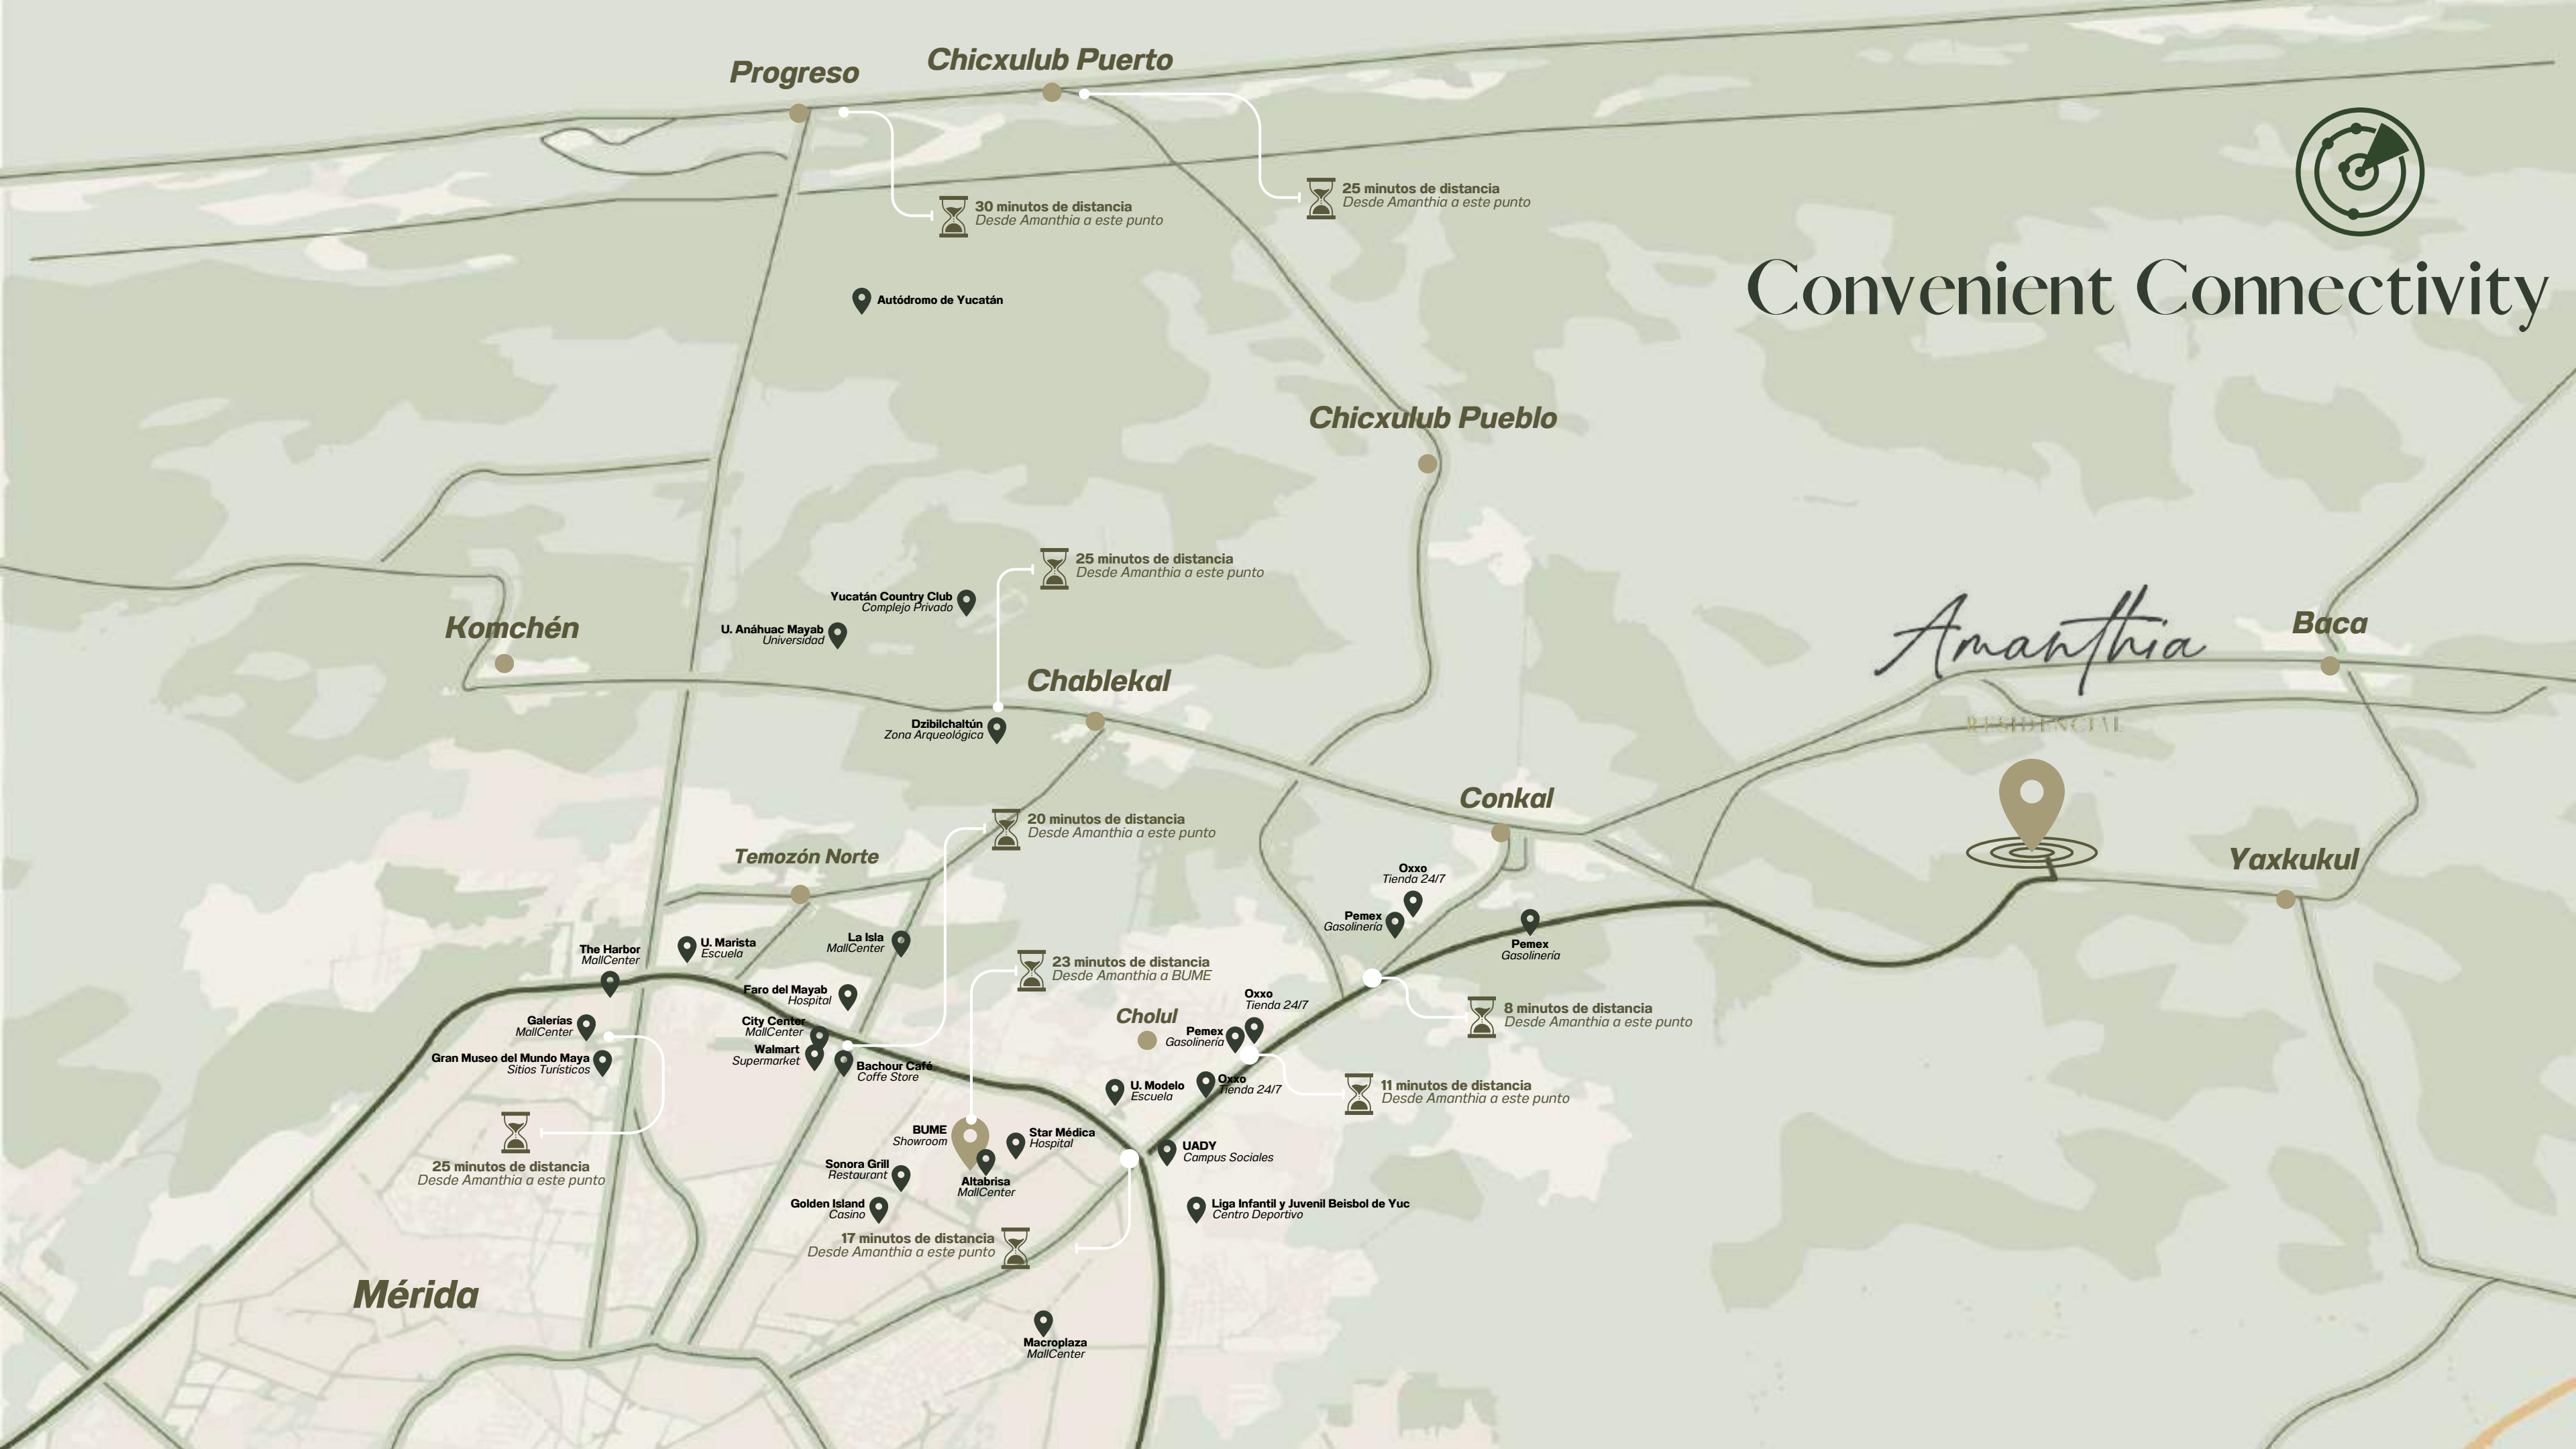 Progreso
Chicxulub Puerto
30 minutos de distancia
Desde Amanthia a este punto
25 minutos de distancia
Desde Amanthia a este punto
Convenient Connectivity
Autódromo de Yucatán
Chicxulub Pueblo
25 minutos de distancia
Desde Amanthia a este punto
Yucatán Country Club
Complejo Privado
U. Anáhuac Mayab
Universidad
Komchén
Chablekal
Dzibilchaltún
Zona Arqueológica
Amanthia
RESIDENCIAL
Baca
Conkal
Yaxkukul
20 minutos de distancia
Desde Amanthia a este punto
Temozón Norte
Oxxo
Tienda 24/7
Pemex
Gasolinería
Pemex
Gasolinería
The Harbor
MallCenter
U. Marista
Escuela
La Isla
MallCenter
23 minutos de distancia
Desde Amanthia a BUME
Faro del Mayab
Hospital
Galerías
MallCenter
City Center
MallCenter
Walmart
Supermarket
Bachour Café
Coffe Store
Gran Museo del Mundo Maya
Sitios Turísticos
Cholul
Oxxo
Tienda 24/7
Pemex
Gasolinería
8 minutos de distancia
Desde Amanthia a este punto
U. Modelo
Escuela
Oxxo
Tienda 24/7
11 minutos de distancia
Desde Amanthia a este punto
BUME
Showroom
Star Médica
Hospital
UADY
Campus Sociales
25 minutos de distancia
Desde Amanthia a este punto
Sonora Grill
Restaurant
Altabrisa
MallCenter
Golden Island
Casino
Liga Infantil y Juvenil Beisbol de Yuc
Centro Deportivo
17 minutos de distancia
Desde Amanthia a este punto
Mérida
Macroplaza
MallCenter